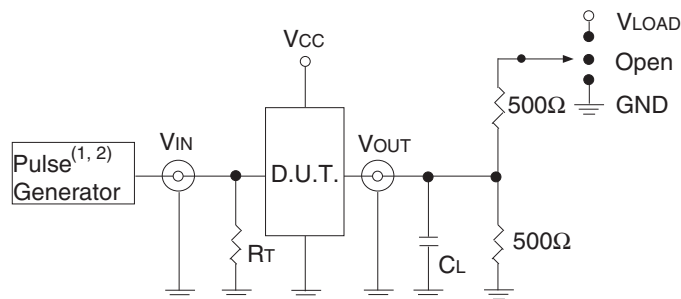 VLOAD
VCC
Open
500Ω
GND
VIN
VOUT
Pulse(1, 2)
Generator
D.U.T.
RT
CL
500Ω